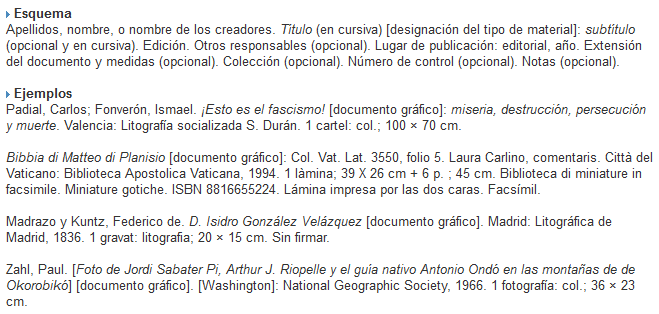 Esquema
Apellidos, nombre, o nombre de los creadores. Título (en cursiva) [designación del tipo de material]: subtítulo
(opcional y en cursiva). Edición. Otros responsables (opcional). Lugar de publicación: editorial, año. Extensión
del documento y medidas (opcional). Colección (opcional). Número de control (opcional). Notas (opcional).
Ejemplos
Padial, Carlos; Fonverón, Ismael. ¡Esto es el fascismo! [documento gráfico]: miseria, destrucción, persecución
y muerte. Valencia: Litografía socializada S. Durán. 1 cartel: col.; 100 × 70 cm.
Bibbia di Matteo di Planisio [documento gráfico]: Col. Vat. Lat. 3550, folio 5. Laura Carlino, comentaris. Città del
Vaticano: Biblioteca Apostolica Vaticana, 1994. 1 làmina; 39 X 26 cm + 6 p. ; 45 cm. Biblioteca di miniature in
facsimile. Miniature gotiche. ISBN 8816655224. Lámina impresa por las dos caras. Facsímil.
Madrazo y Kuntz, Federico de. D. Isidro González Velázquez [documento gráfico]. Madrid: Litográfica de
Madrid, 1836. 1 gravat: litografia; 20 × 15 cm. Sin firmar.
Zahl, Paul. [Foto de Jordi Sabater Pi, Arthur J. Riopelle y el guía nativo Antonio Ondó en las montañas de de
Okorobikó] [documento gráfico]. [Washington]: National Geographic Society, 1966. 1 fotografía: col.; 36 × 23
cm.